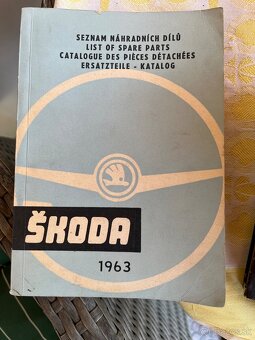 SEZNAM NÁHRADNÍCH DÍLŮ
LIST OF SPARE PARTS
CATALOGUE DES PIÈCES DÉTACHÉES
ERSATZTEILE - KATALOG
ŠKODA
1963